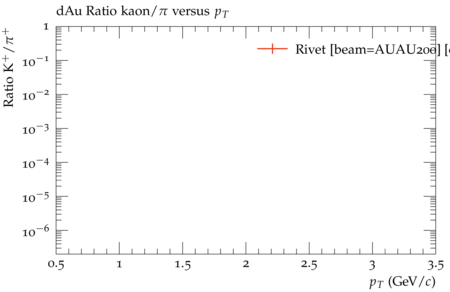 dAu Ratio kaon/π versus p_T
Ratio K⁺/π⁺
1
10⁻¹
10⁻²
10⁻³
10⁻⁴
10⁻⁵
10⁻⁶
Rivet [beam=AUAU200] [
0.5 1 1.5 2 2.5 3 3.5
p_T (GeV/c)